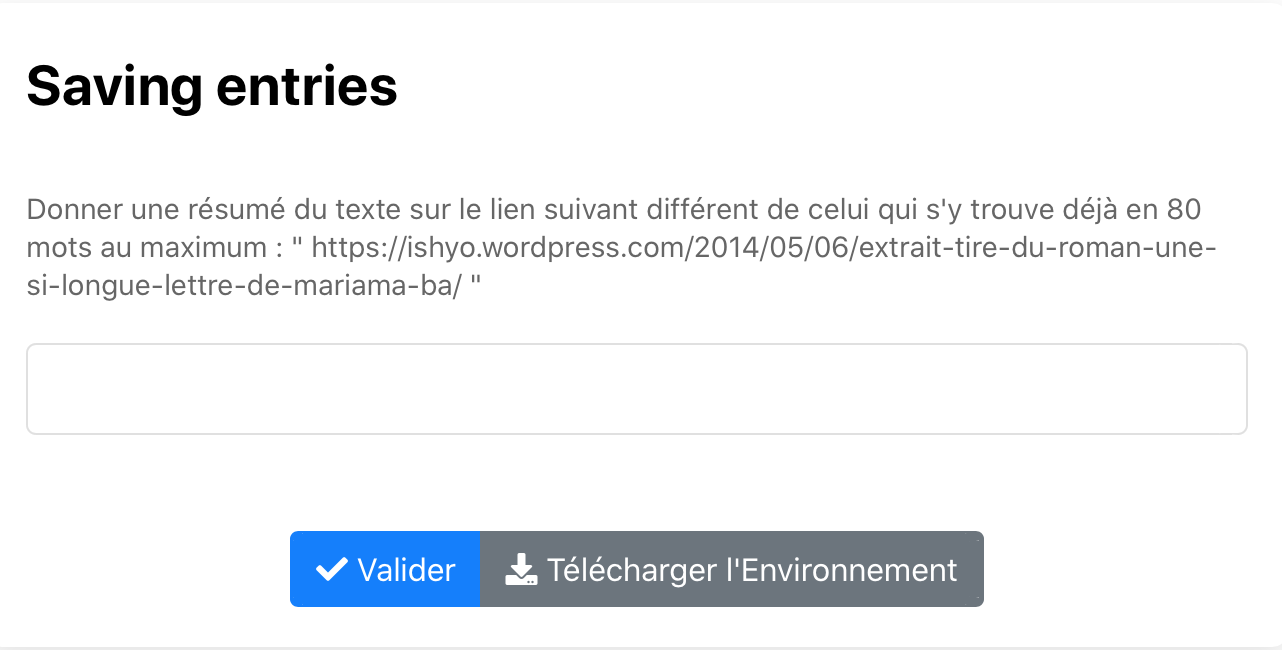 Saving entries
Donner une résumé du texte sur le lien suivant différent de celui qui s'y trouve déjà en 80
mots au maximum : " https://ishyo.wordpress.com/2014/05/06/extrait-tire-du-roman-une-
si-longue-lettre-de-mariama-ba/ "
Valider
Télécharger l'Environnement